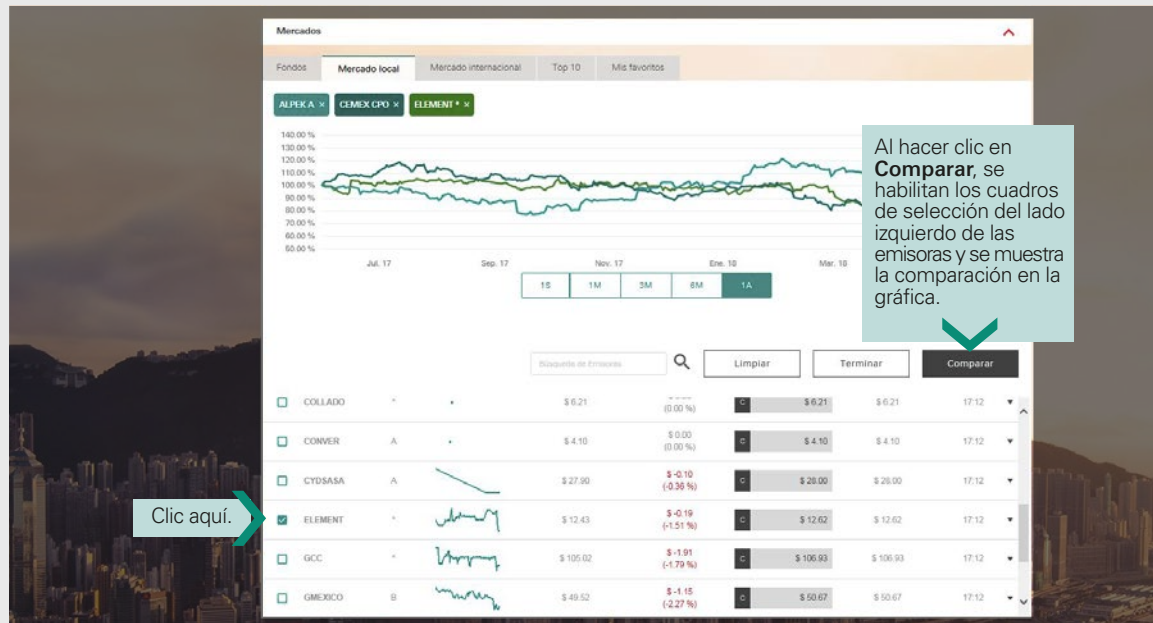 Mercados
Fondos Mercado local Mercado internacional Top 10 Mis favoritos
ALPEK A × CEMEX CPO × ELEMENT * ×
140.00 %
130.00 %
120.00 %
110.00 %
100.00 %
90.00 %
80.00 %
70.00 %
60.00 %
50.00 %
Jul. 17 Sep. 17 Nov. 17 Ene. 18 Mar. 18
1S 1M 3M 6M 1A
Al hacer clic en
Comparar, se
habilitan los cuadros
de selección del lado
izquierdo de las
emisoras y se muestra
la comparación en la
gráfica.
Búsqueda de Emisoras Limpiar Terminar Comparar
COLLADO * $ 6.21 (0.00 %) C $ 6.21 $ 6.21 17:12
CONVER A $ 4.10 $ 0.00 (0.00 %) C $ 4.10 $ 4.10 17:12
CYDSASA A $ 27.90 $ -0.10 (-0.36 %) C $ 28.00 $ 28.00 17:12
Clic aquí.
ELEMENT * $ 12.43 $ -0.19 (-1.51 %) C $ 12.62 $ 12.62 17:12
GCC * $ 105.02 $ -1.91 (-1.79 %) C $ 106.93 $ 106.93 17:12
GMEXICO B $ 49.52 $ -1.15 (-2.27 %) C $ 50.67 $ 50.67 17:12